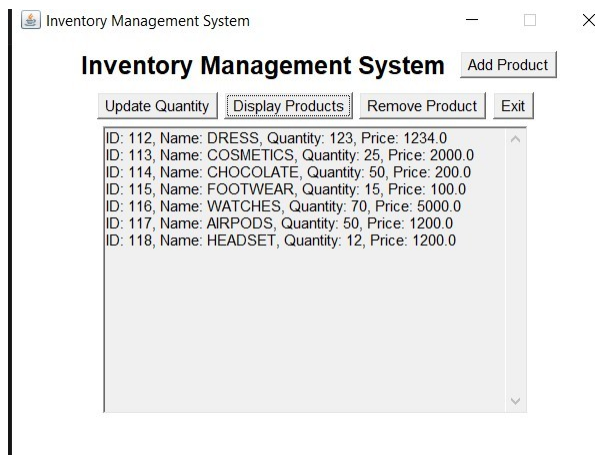 Inventory Management System
Inventory Management System Add Product
Update Quantity Display Products Remove Product Exit
ID: 112, Name: DRESS, Quantity: 123, Price: 1234.0
ID: 113, Name: COSMETICS, Quantity: 25, Price: 2000.0
ID: 114, Name: CHOCOLATE, Quantity: 50, Price: 200.0
ID: 115, Name: FOOTWEAR, Quantity: 15, Price: 100.0
ID: 116, Name: WATCHES, Quantity: 70, Price: 5000.0
ID: 117, Name: AIRPODS, Quantity: 50, Price: 1200.0
ID: 118, Name: HEADSET, Quantity: 12, Price: 1200.0